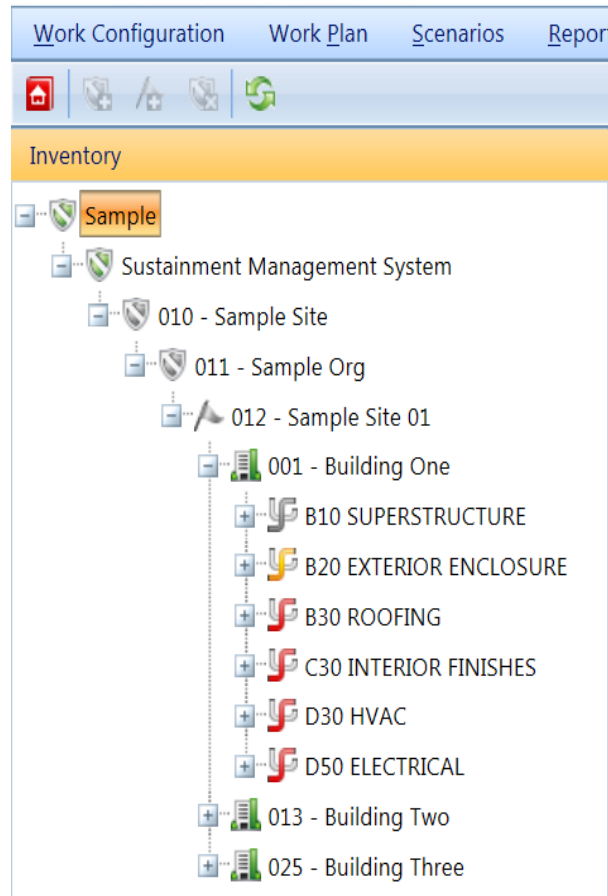 Work Configuration Work Plan Scenarios Repor
Inventory
Sample
Sustainment Management System
010 - Sample Site
011 - Sample Org
012 - Sample Site 01
001 - Building One
B10 SUPERSTRUCTURE
B20 EXTERIOR ENCLOSURE
B30 ROOFING
C30 INTERIOR FINISHES
D30 HVAC
D50 ELECTRICAL
013 - Building Two
025 - Building Three